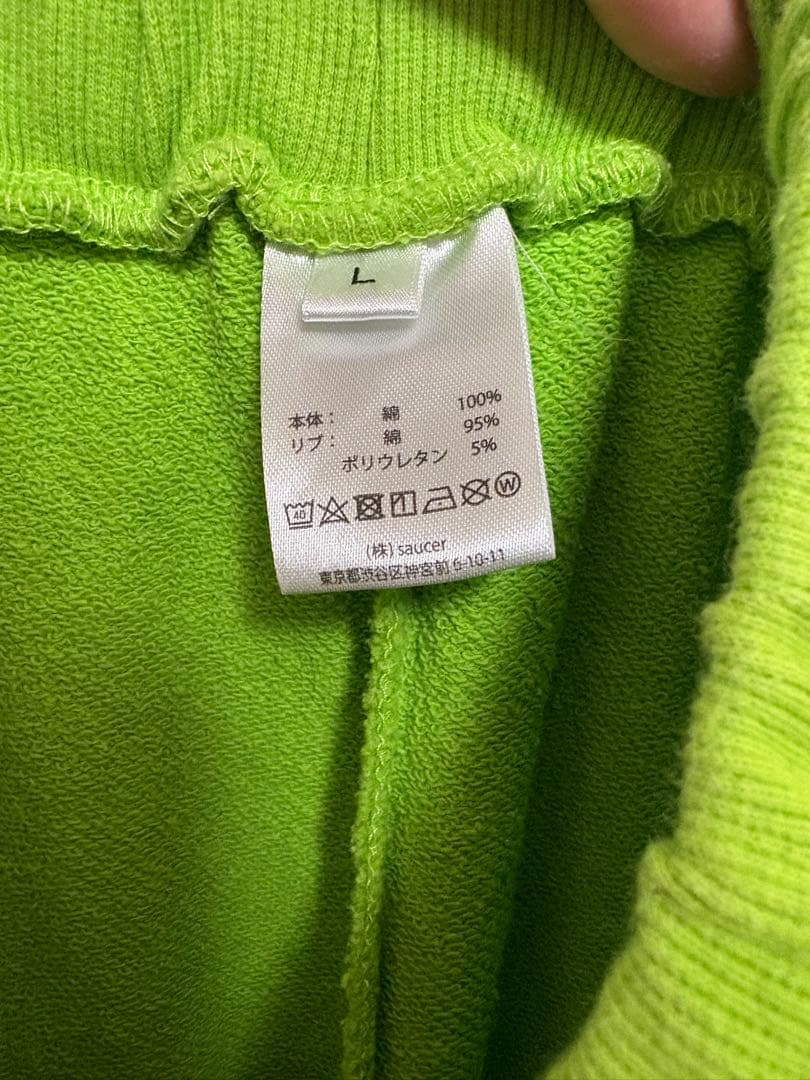 L
本体： 綿 100%
リブ： 綿 95%
ポリウレタン 5%
40 W
(株) saucer
東京都渋谷区神宮前 6-10-11